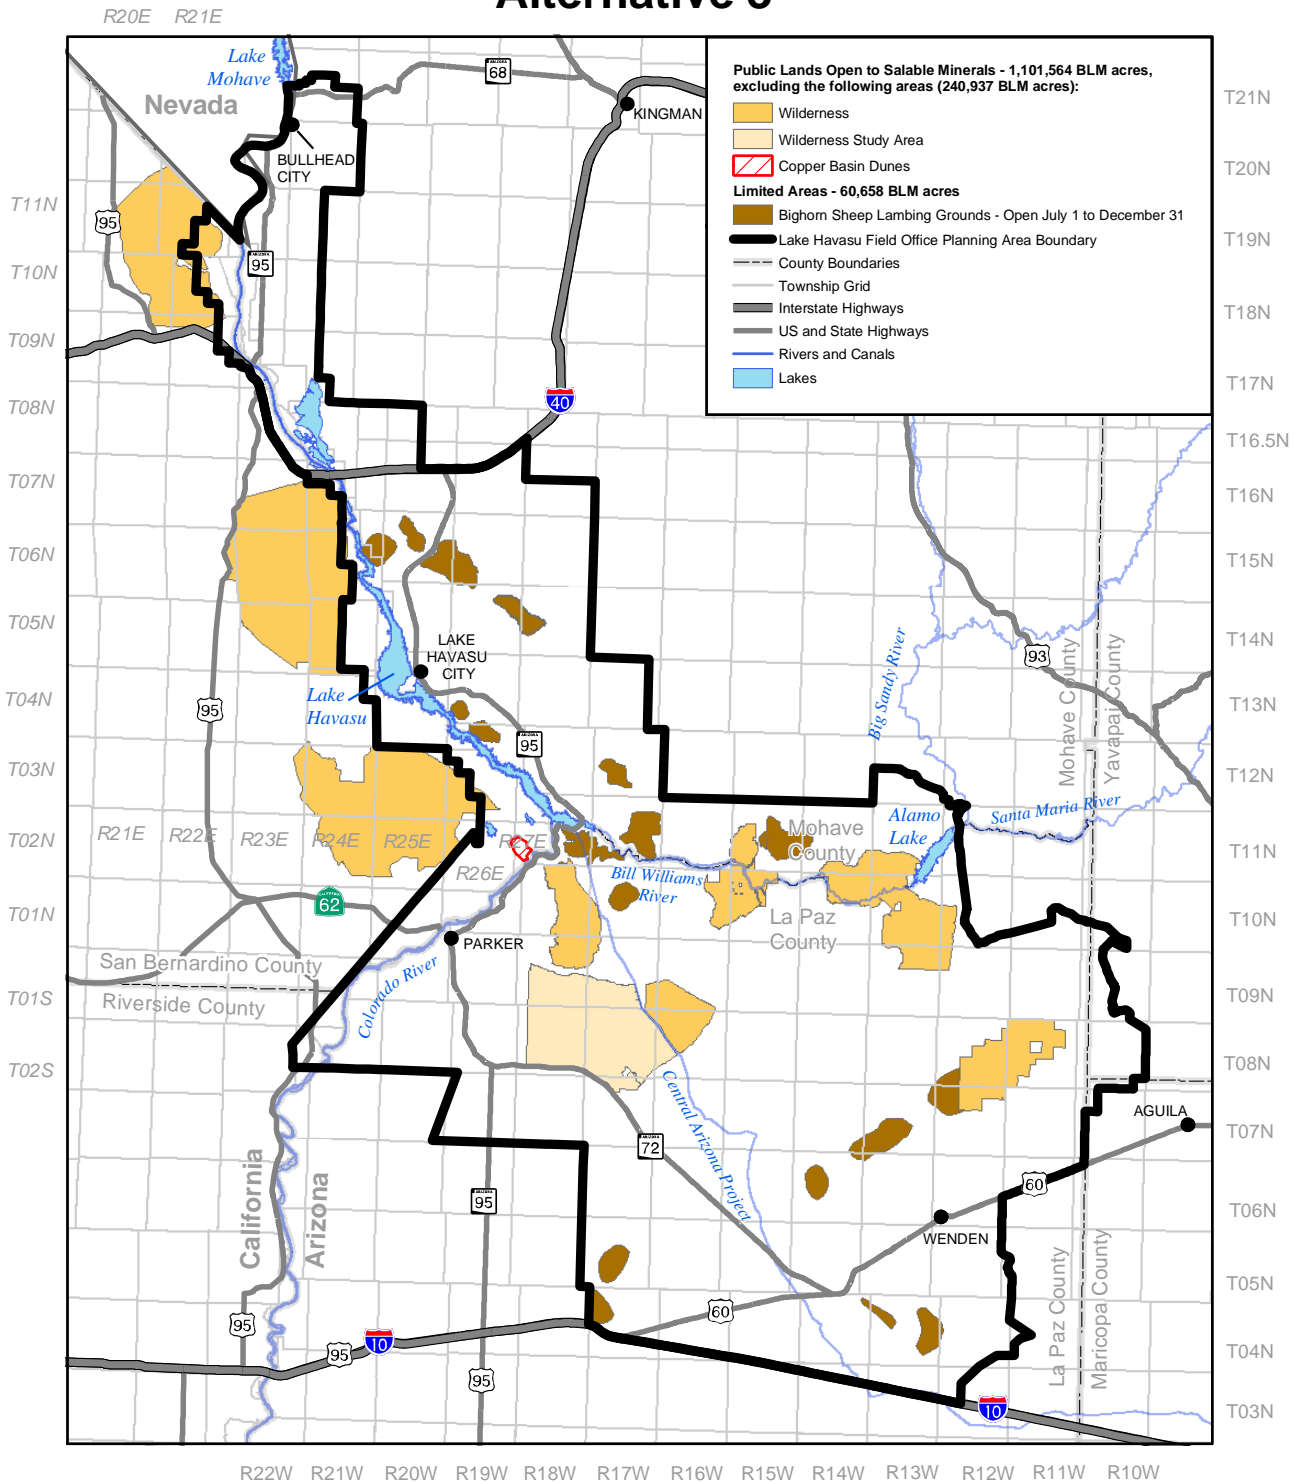 R20E R21E
Lake
Mohave
Nevada
68
KINGMAN
BULLHEAD
CITY
Public Lands Open to Salable Minerals - 1,101,564 BLM acres,
excluding the following areas (240,937 BLM acres):
Wilderness
Wilderness Study Area
Copper Basin Dunes
Limited Areas - 60,658 BLM acres
Bighorn Sheep Lambing Grounds - Open July 1 to December 31
Lake Havasu Field Office Planning Area Boundary
County Boundaries
Township Grid
Interstate Highways
US and State Highways
Rivers and Canals
Lakes
T21N
T20N
T19N
T18N
T17N
T16.5N
T16N
T15N
T14N
T13N
T12N
T11N
T10N
T09N
T08N
T07N
T06N
T05N
T04N
T03N
T11N
T10N
T09N
T08N
T07N
T06N
T05N
T04N
T03N
T02N
T01N
T01S
T02S
95
95
40
LAKE
HAVASU
CITY
Lake
Havasu
95
95
Big Sandy River
93
Mohave County
Yavapai County
Santa Maria River
Alamo
Lake
Mohave
County
Bill Williams
River
La Paz
County
R21E R22E R23E R24E R25E
R26E
62
PARKER
Colorado River
San Bernardino County
Riverside County
Central Arizona Project
72
95
California
Arizona
AGUILA
60
WENDEN
60
La Paz County
Maricopa County
95
95
10
95
10
R22W R21W R20W R19W R18W R17W R16W R15W R14W R13W R12W R11W R10W